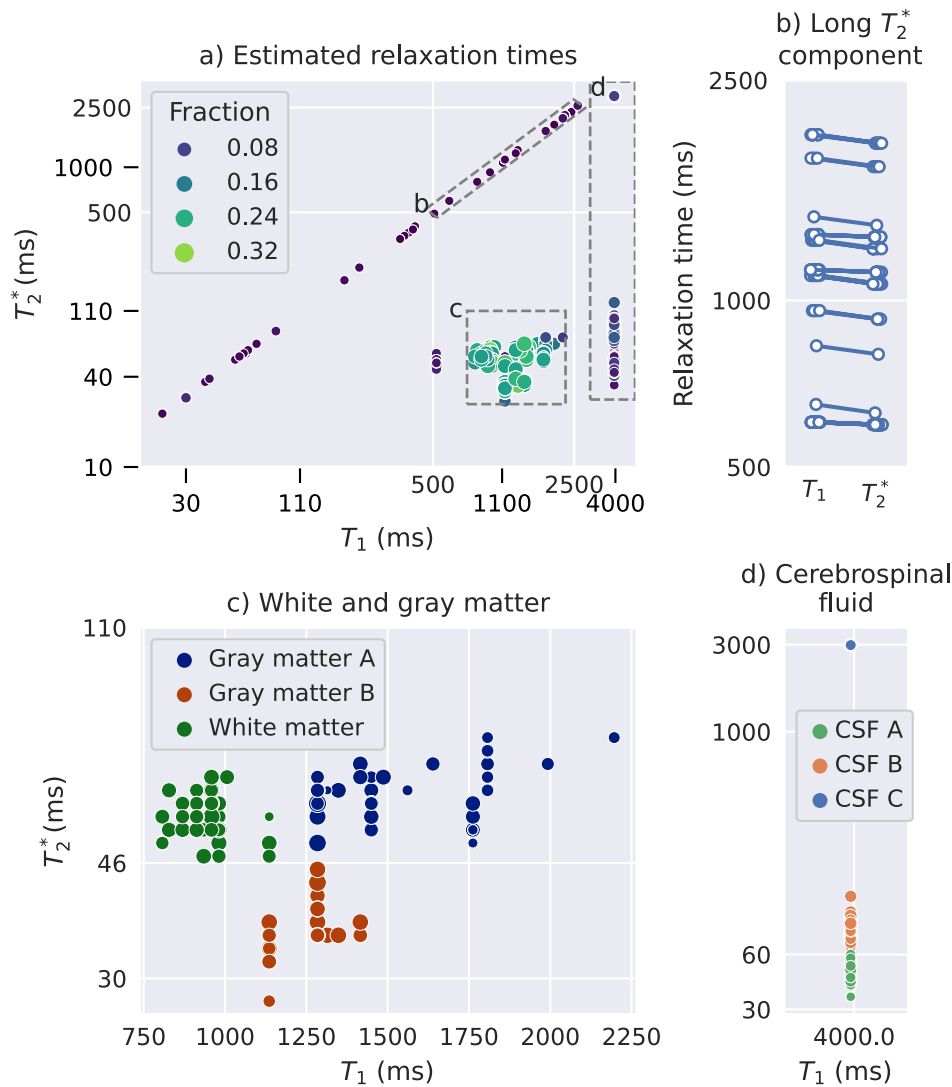 a) Estimated relaxation times
T₂* (ms)
2500
1000
500
110
40
10
Fraction
0.08
0.16
0.24
0.32
b
c
d
30
110
500
1100
2500
4000
T₁ (ms)
b) Long T₂*
component
Relaxation time (ms)
2500
1000
500
T₁
T₂*
c) White and gray matter
T₂* (ms)
110
46
30
Gray matter A
Gray matter B
White matter
750
1000
1250
1500
1750
2000
2250
T₁ (ms)
d) Cerebrospinal
fluid
3000
1000
60
30
CSF A
CSF B
CSF C
4000.0
T₁ (ms)